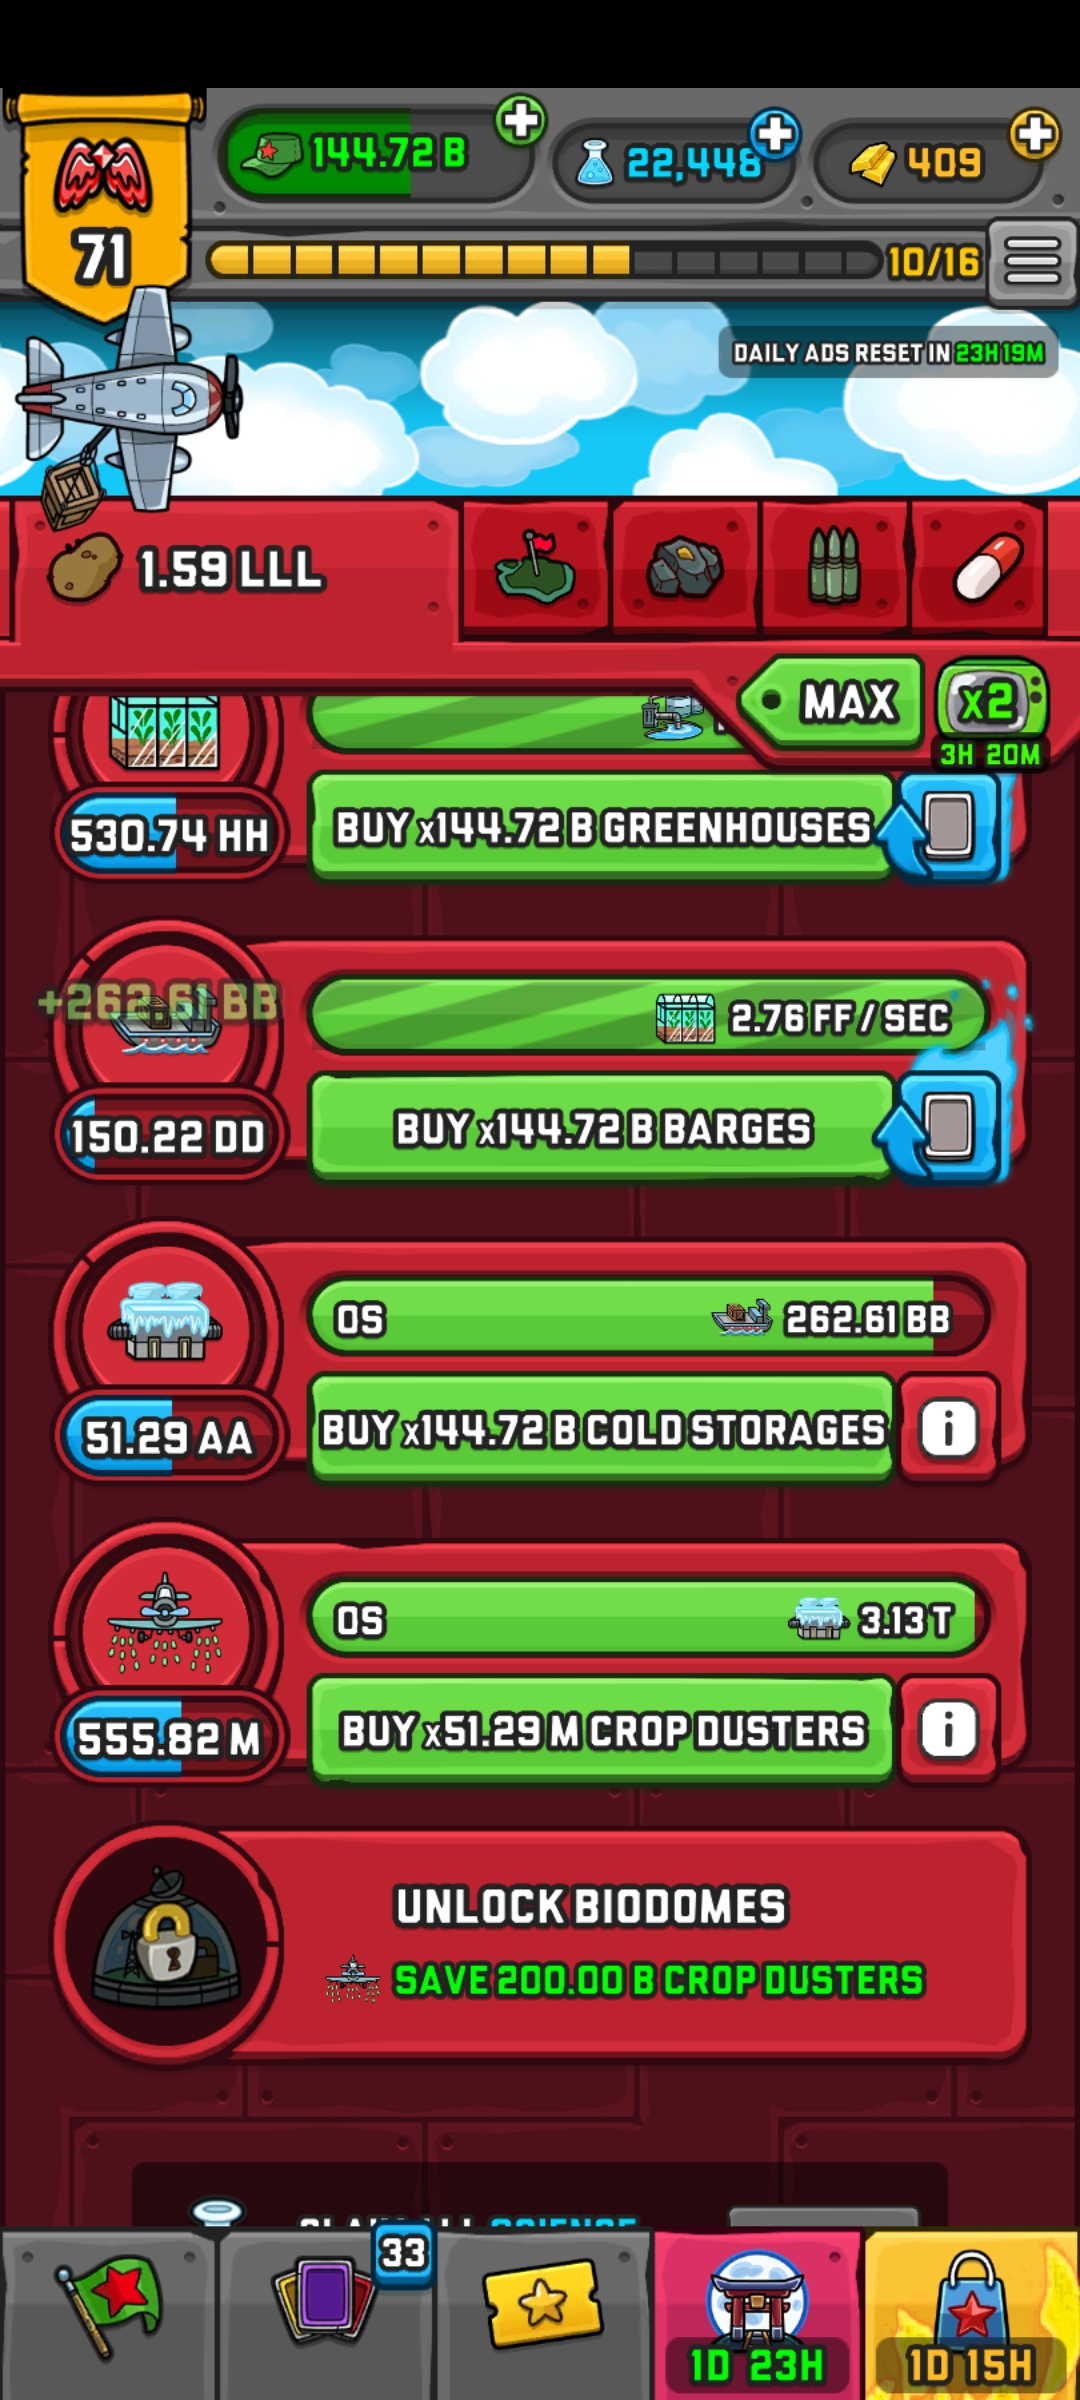 144.72 B
22,448
409
71
10/16
DAILY ADS RESET IN 23H 19M
1.59 LLL
MAX
x2
3H 20M
530.74 HH
BUY x144.72 B GREENHOUSES
+262.61 BB
2.76 FF / SEC
150.22 DD
BUY x144.72 B BARGES
0S
262.61 BB
51.29 AA
BUY x144.72 B COLD STORAGES
i
0S
3.13 T
555.82 M
BUY x51.29 M CROP DUSTERS
i
UNLOCK BIODOMES
SAVE 200.00 B CROP DUSTERS
33
1D 23H
1D 15H